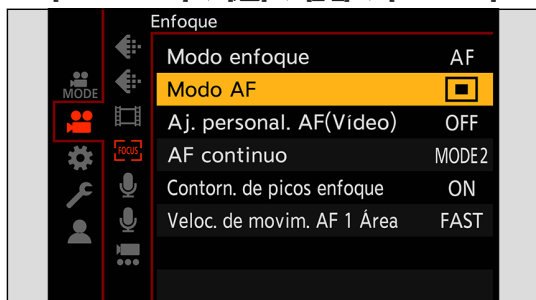 Enfoque
Modo enfoque AF
MODE
Modo AF
Aj. personal. AF(Vídeo) OFF
FOCUS
AF continuo MODE2
Contorn. de picos enfoque ON
Veloc. de movim. AF 1 Área FAST